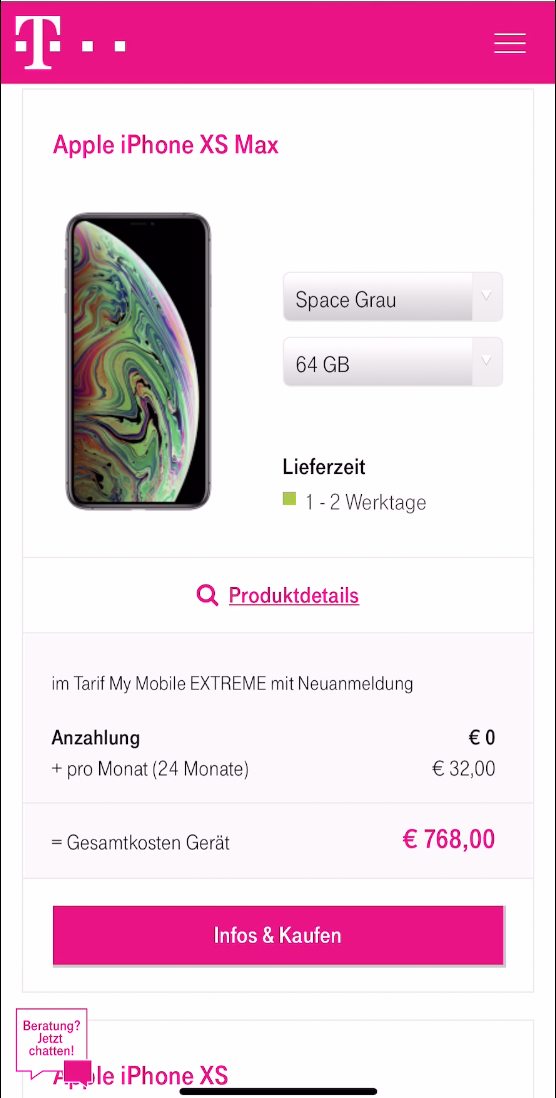 T
Apple iPhone XS Max
Space Grau
64 GB
Lieferzeit
1 - 2 Werktage
Produktdetails
im Tarif My Mobile EXTREME mit Neuanmeldung
Anzahlung € 0
+ pro Monat (24 Monate) € 32,00
= Gesamtkosten Gerät € 768,00
Infos & Kaufen
Beratung?
Jetzt
chatten!
Apple iPhone XS